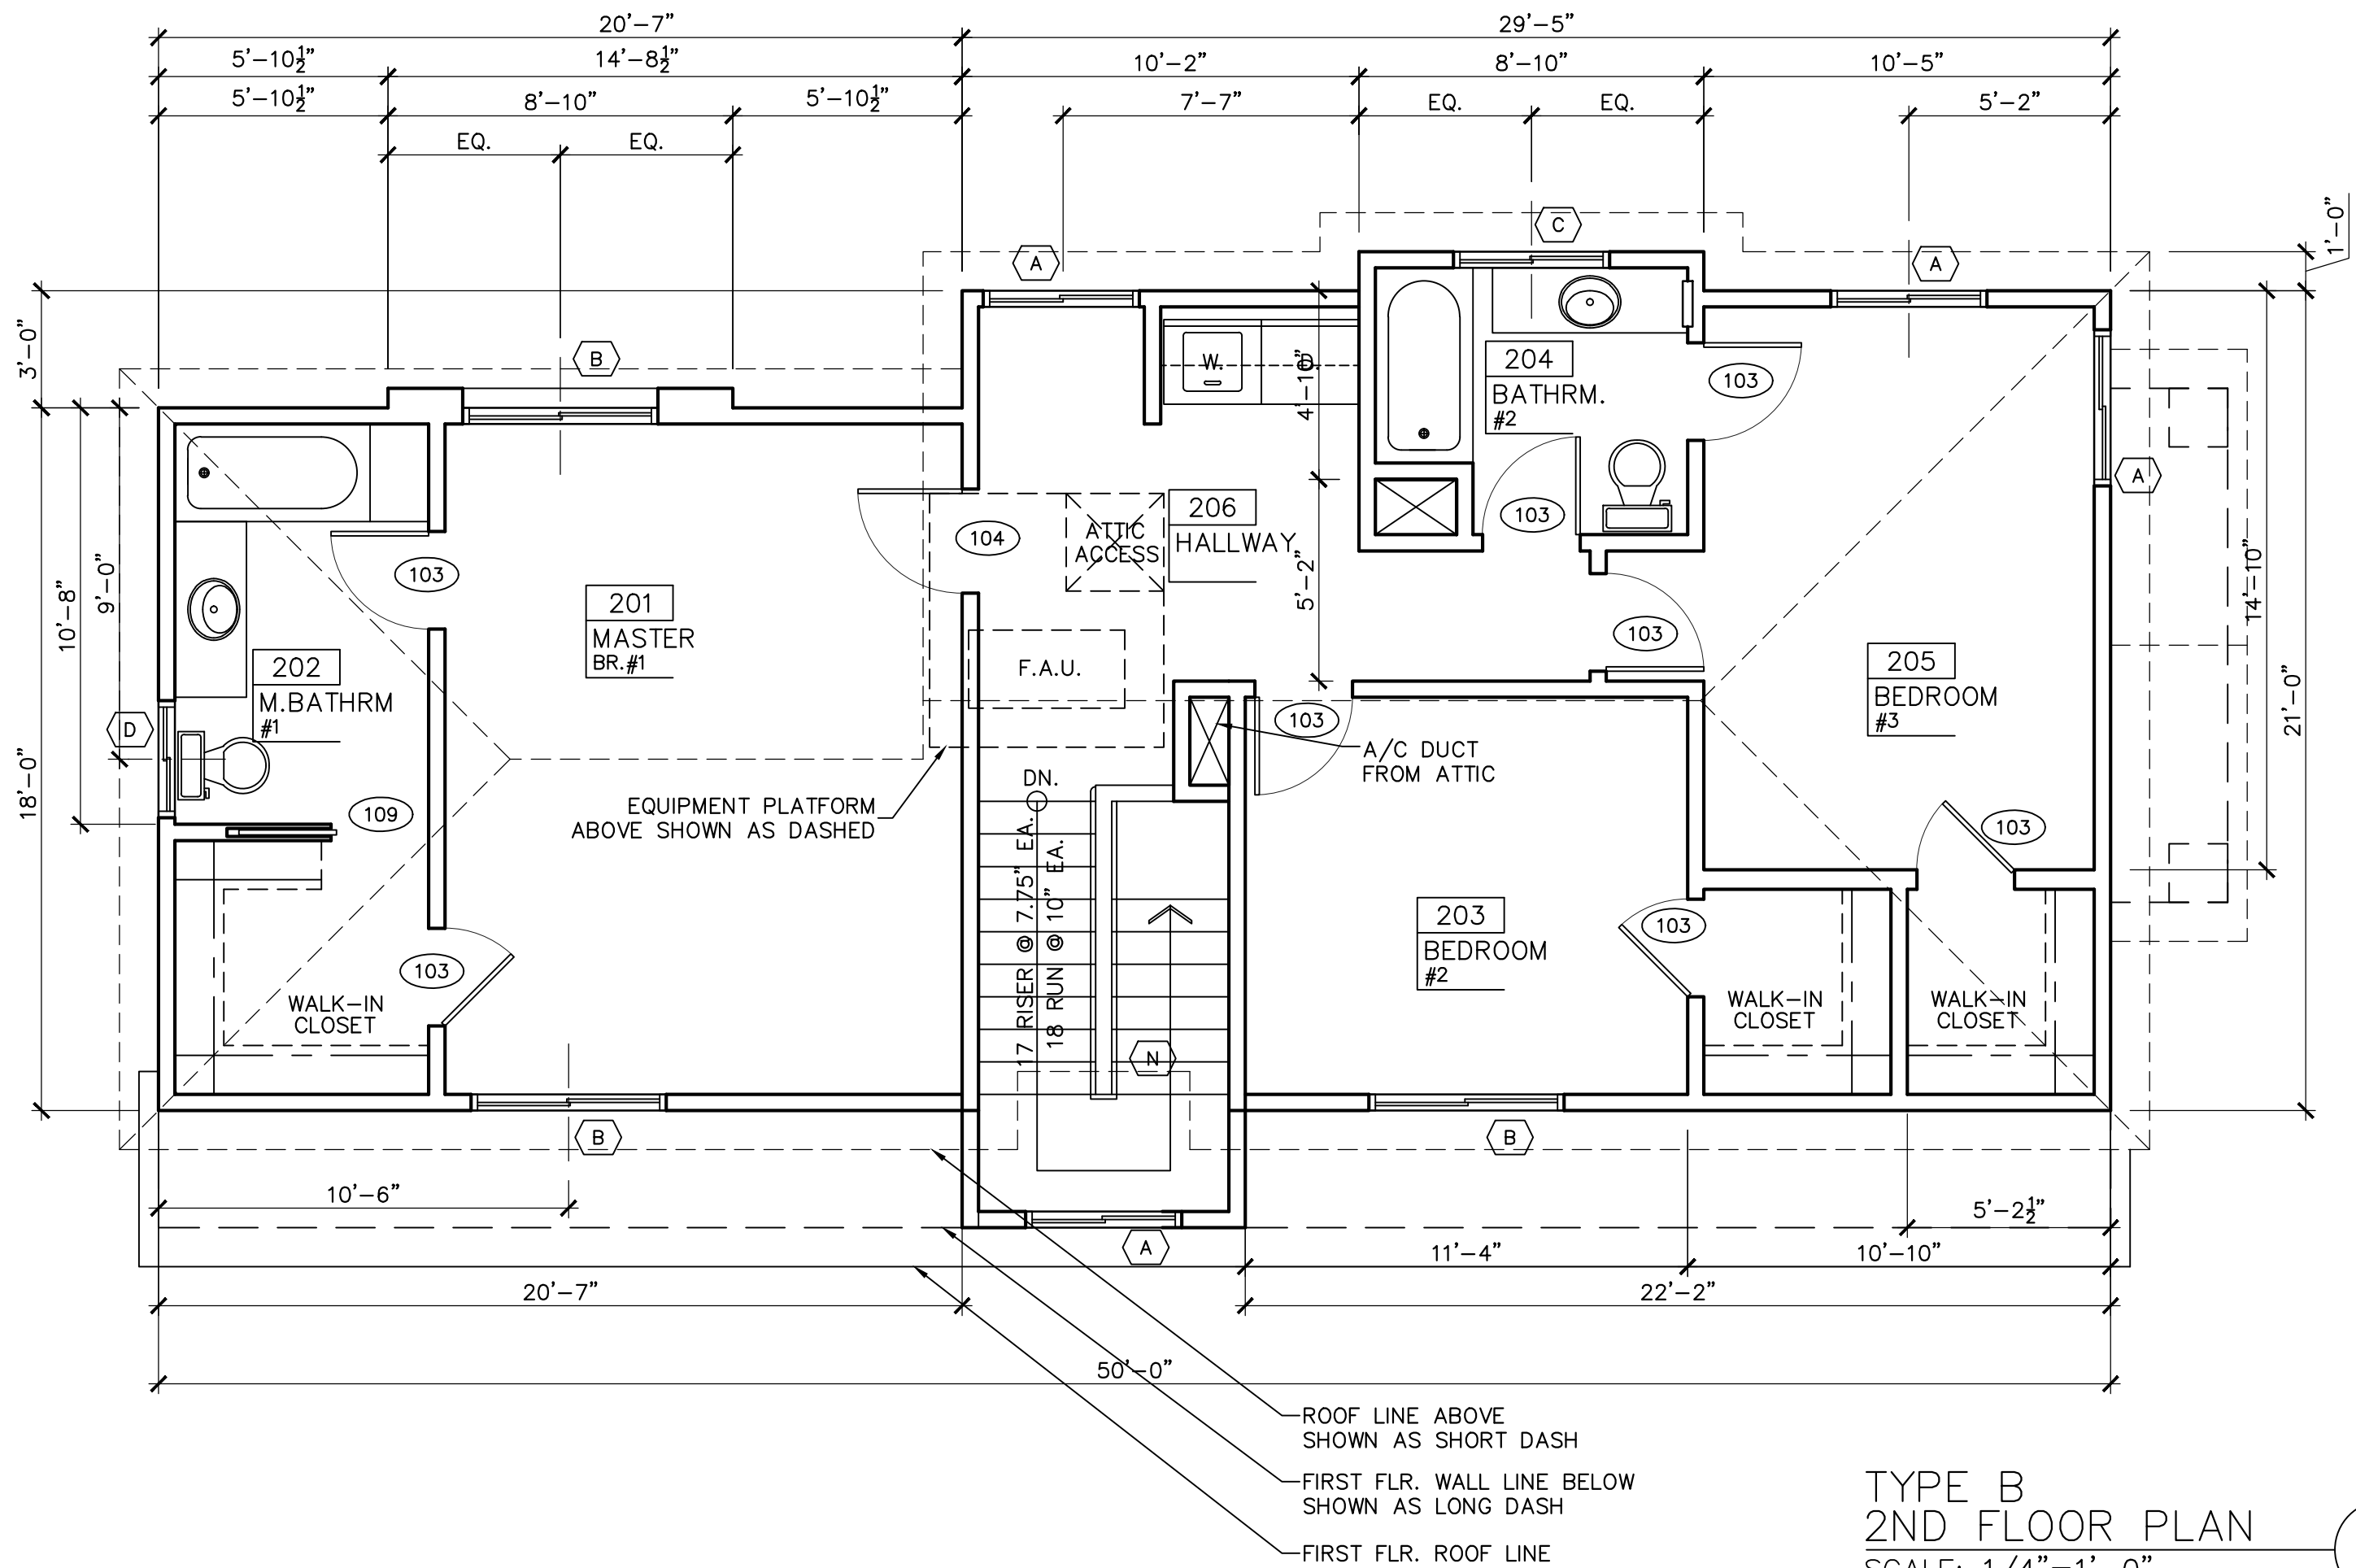 20'-7"
29'-5"
5'-10½"
14'-8½"
10'-2"
8'-10"
10'-5"
5'-10½"
8'-10"
5'-10½"
7'-7"
EQ.
EQ.
5'-2"
EQ.
EQ.
1'-0"
C
A
A
B
3'-0"
W.
D.
4'-10"
204
BATHRM.
#2
103
A
10'-8"
9'-0"
18'-0"
103
104
ATTIC
ACCESS
206
HALLWAY
103
5'-2"
14'-10"
21'-0"
201
MASTER
BR.#1
202
M.BATHRM
#1
D
F.A.U.
103
205
BEDROOM
#3
103
A/C DUCT
FROM ATTIC
DN.
EQUIPMENT PLATFORM
ABOVE SHOWN AS DASHED
109
103
17 RISER @ 7.75" EA.
18 RUN @ 10" EA.
203
BEDROOM
#2
103
103
WALK-IN
CLOSET
WALK-IN
CLOSET
WALK-IN
CLOSET
N
B
B
10'-6"
5'-2½"
A
11'-4"
10'-10"
20'-7"
22'-2"
50'-0"
ROOF LINE ABOVE
SHOWN AS SHORT DASH
FIRST FLR. WALL LINE BELOW
SHOWN AS LONG DASH
FIRST FLR. ROOF LINE
TYPE B
2ND FLOOR PLAN
SCALE: 1/4"=1'-0"